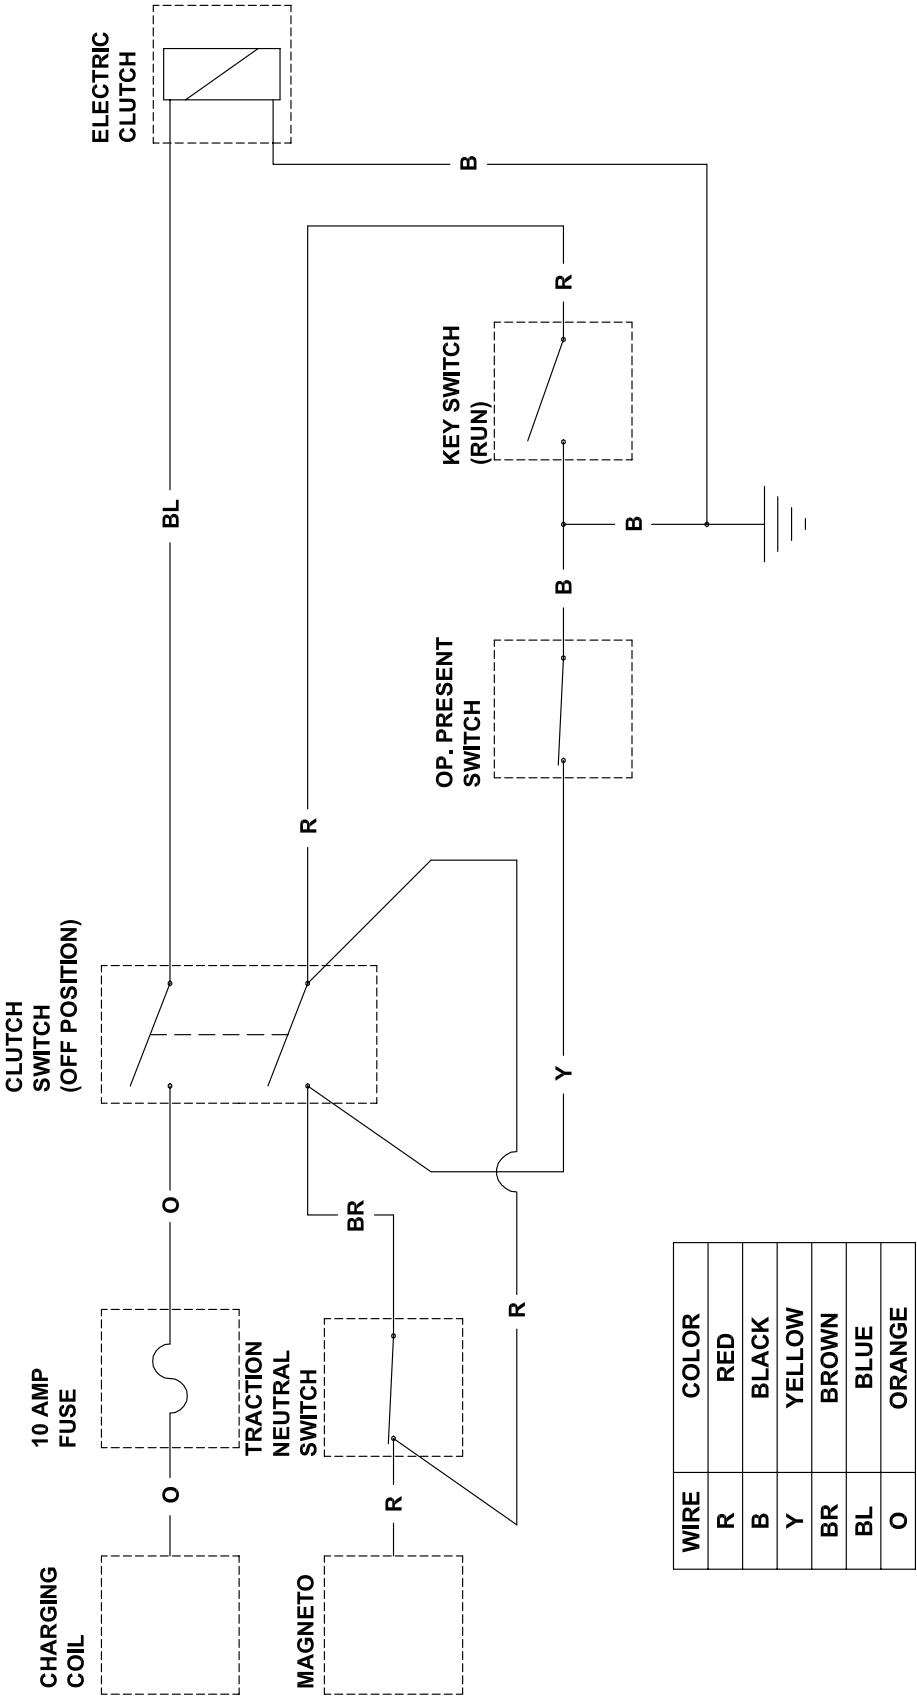 CHARGING
COIL
O
10 AMP
FUSE
O
CLUTCH
SWITCH
(OFF POSITION)
BL
ELECTRIC
CLUTCH
MAGNETO
R
TRACTION
NEUTRAL
SWITCH
BR
R
B
R
Y
OP. PRESENT
SWITCH
B
B
KEY SWITCH
(RUN)
R
WIRE COLOR
R RED
B BLACK
Y YELLOW
BR BROWN
BL BLUE
O ORANGE